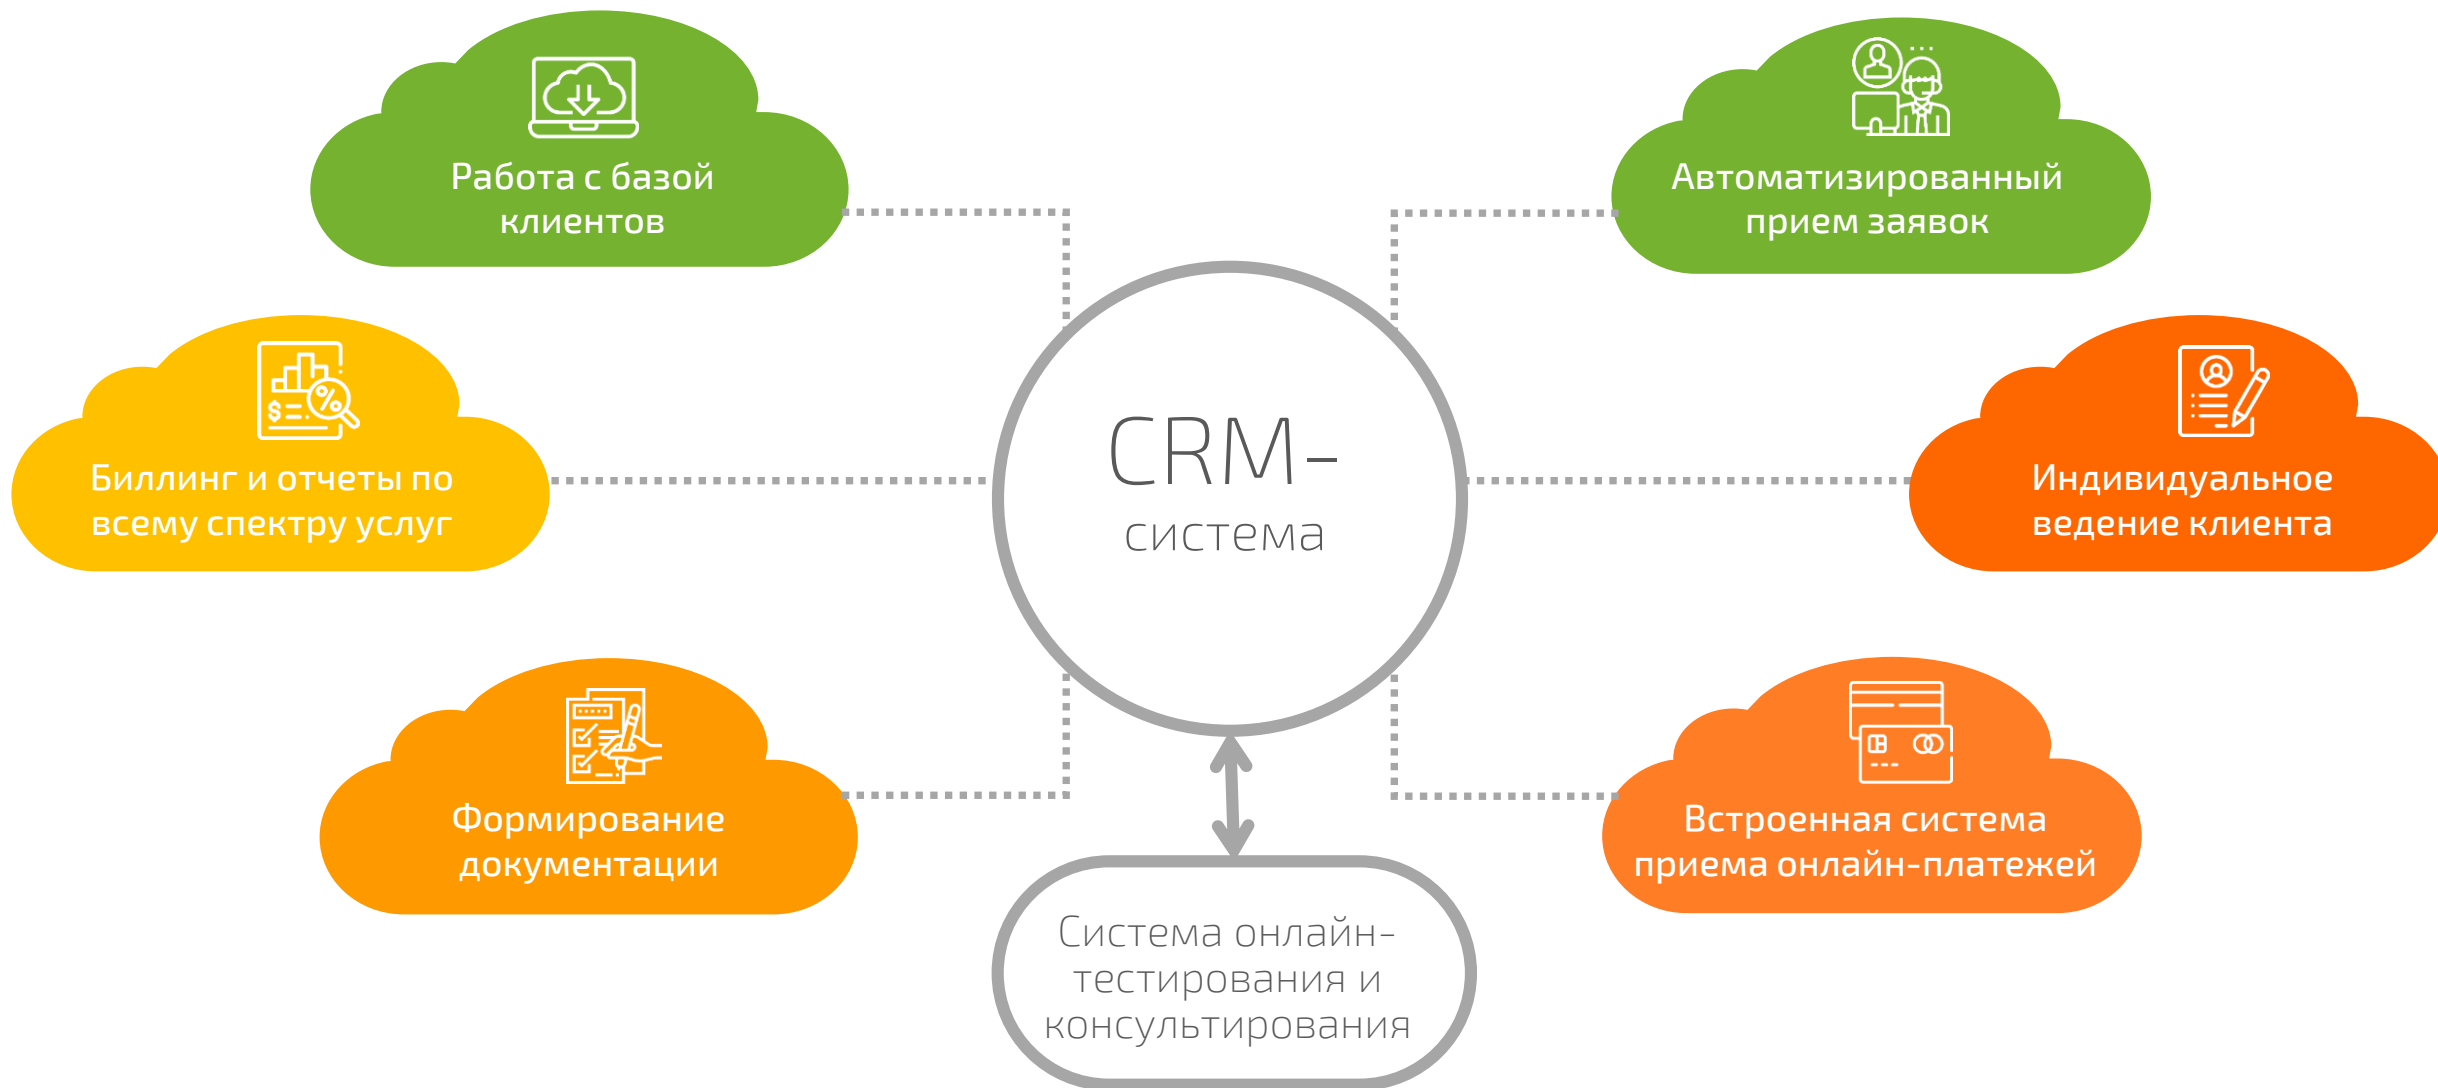 Работа с базой
клиентов
Автоматизированный
прием заявок
Биллинг и отчеты по
всему спектру услуг
CRM-
система
Индивидуальное
ведение клиента
Формирование
документации
Встроенная система
приема онлайн-платежей
Система онлайн-
тестирования и
консультирования